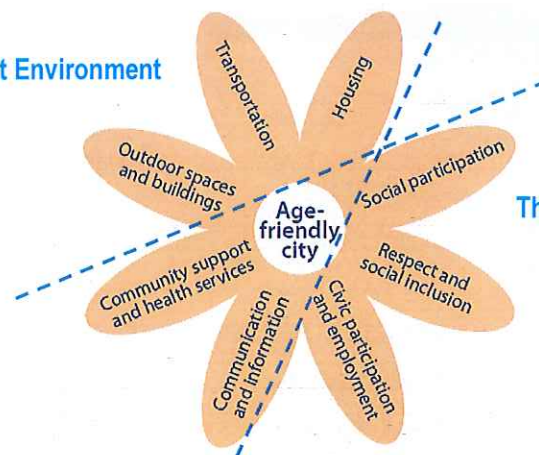 Environment
Transportation
Housing
Outdoor spaces
and buildings
Social participation
Age-
friendly
city
Th
Community support
and health services
Respect and
social inclusion
Communication
and information
Civic participation
and employment